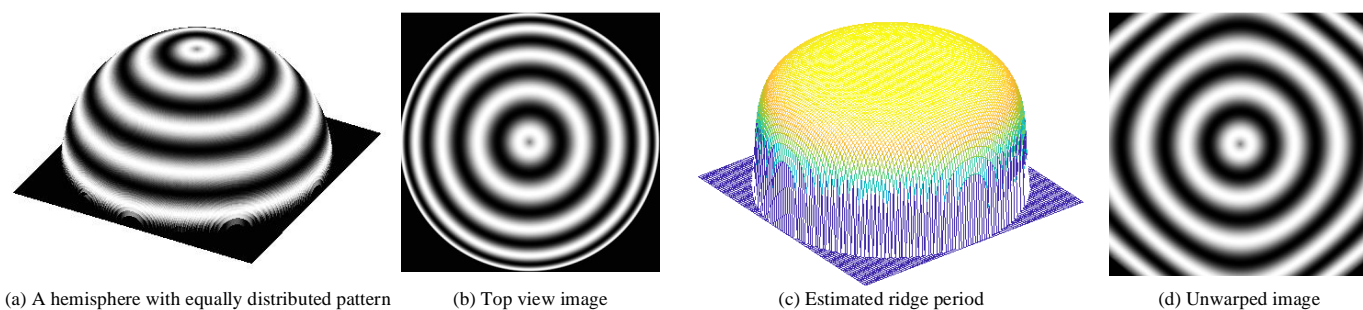 (a) A hemisphere with equally distributed pattern
(b) Top view image
(c) Estimated ridge period
(d) Unwarped image